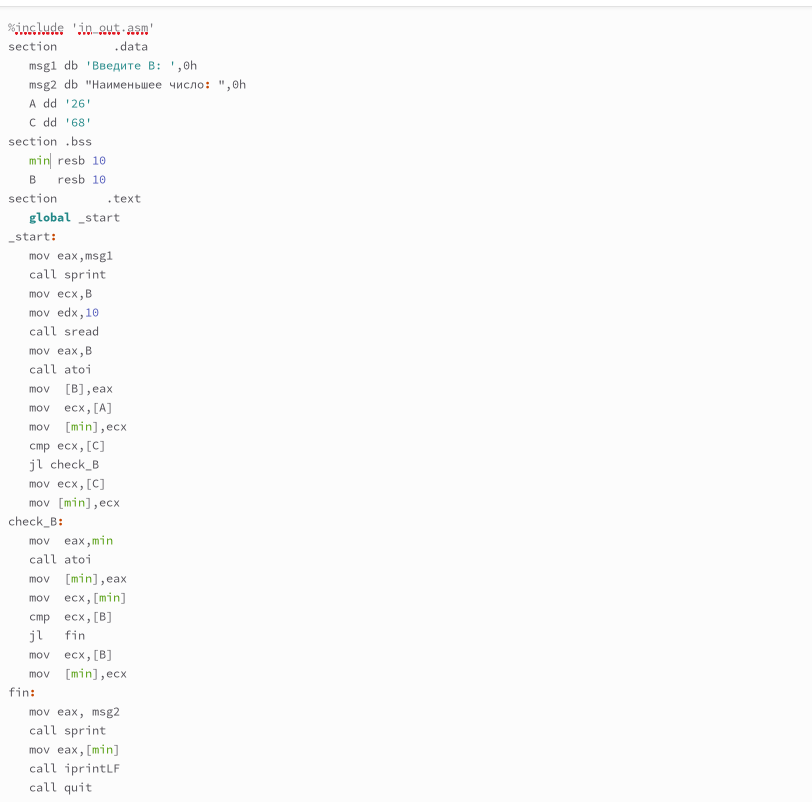 %include 'in_out.asm'
section        .data
   msg1 db 'Введите B: ',0h
   msg2 db "Наименьшее число: ",0h
   A dd '26'
   C dd '68'
section .bss
   min resb 10
   B   resb 10
section       .text
   global _start
_start:
   mov eax,msg1
   call sprint
   mov ecx,B
   mov edx,10
   call sread
   mov eax,B
   call atoi
   mov  [B],eax
   mov  ecx,[A]
   mov  [min],ecx
   cmp ecx,[C]
   jl check_B
   mov ecx,[C]
   mov [min],ecx
check_B:
   mov  eax,min
   call atoi
   mov  [min],eax
   mov  ecx,[min]
   cmp  ecx,[B]
   jl   fin
   mov  ecx,[B]
   mov  [min],ecx
fin:
   mov eax, msg2
   call sprint
   mov eax,[min]
   call iprintLF
   call quit